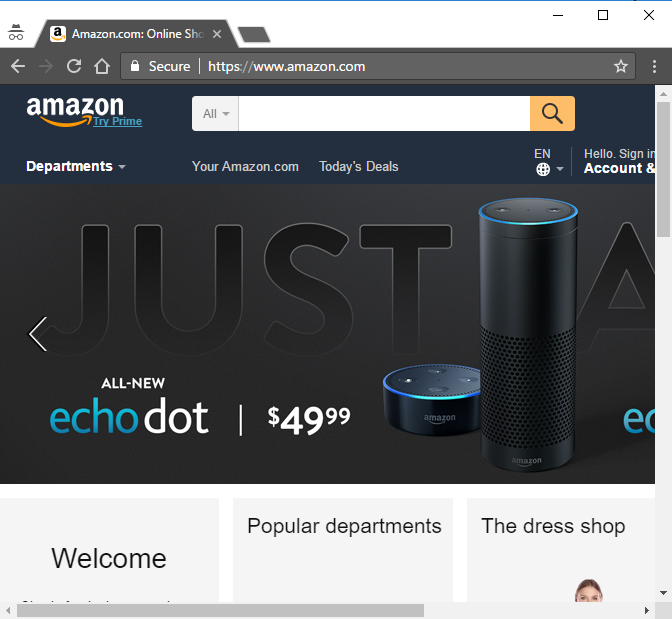 Amazon.com: Online Sho
Secure
https://www.amazon.com
amazon
Try Prime
All
Departments
Your Amazon.com
Today's Deals
EN
Hello. Sign in
Account &
JUST A
ALL-NEW
echo dot | $49.99
amazon
amazon
ec
Welcome
Popular departments
The dress shop